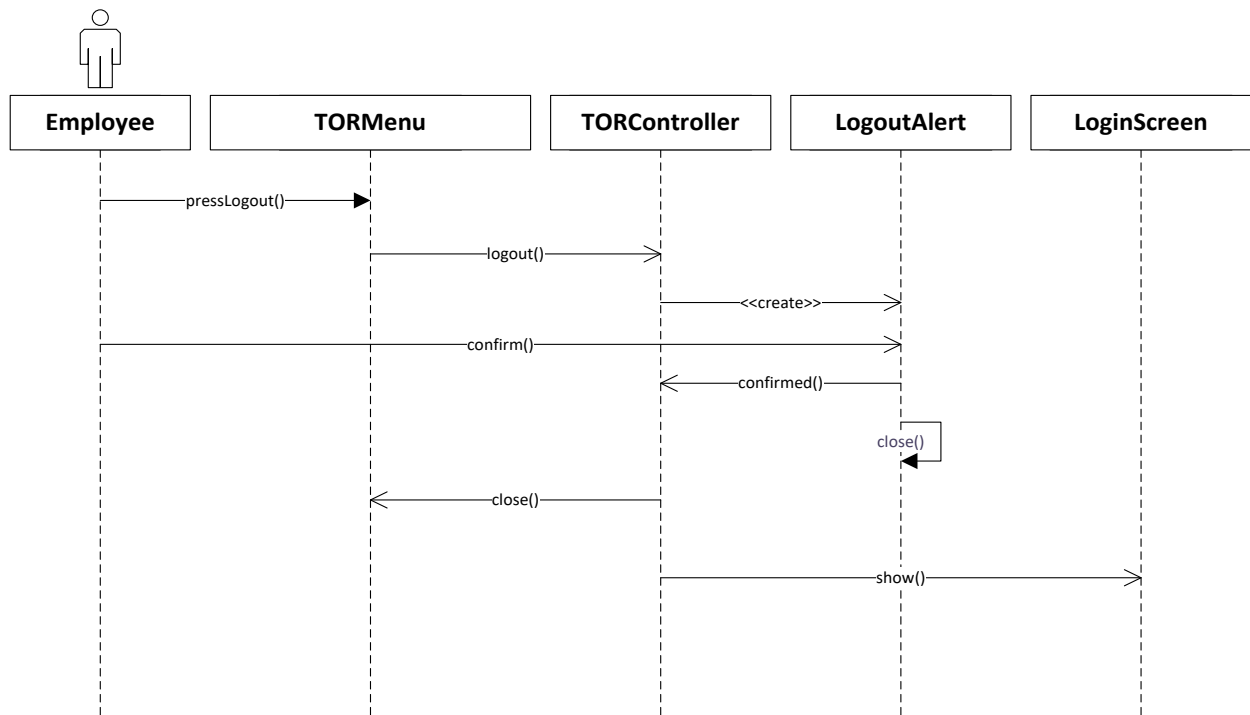 Employee
TORMenu
TORController
LogoutAlert
LoginScreen
pressLogout()
logout()
<<create>>
confirm()
confirmed()
close()
close()
show()